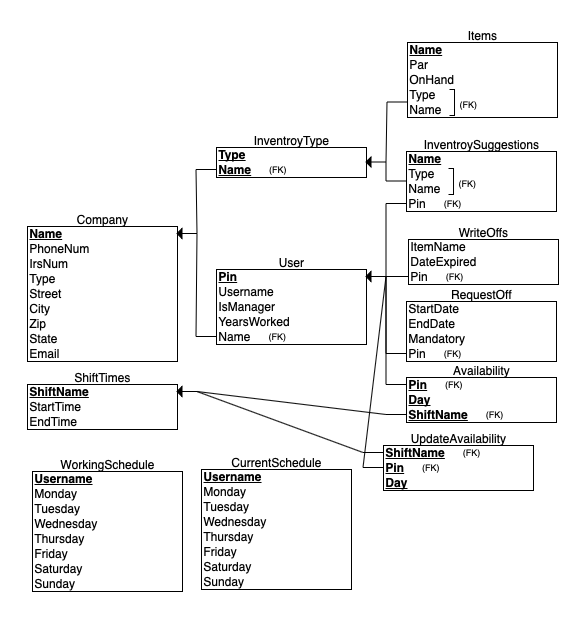 Items
Name
Par
OnHand
Type
Name (FK)
InventroyType
Type
Name (FK)
InventroySuggestions
Name
Type
Name (FK)
Pin (FK)
Company
Name
PhoneNum
IrsNum
Type
Street
City
Zip
State
Email
User
Pin
Username
IsManager
YearsWorked
Name (FK)
WriteOffs
ItemName
DateExpired
Pin (FK)
RequestOff
StartDate
EndDate
Mandatory
Pin (FK)
ShiftTimes
ShiftName
StartTime
EndTime
Availability
Pin (FK)
Day
ShiftName (FK)
UpdateAvailability
ShiftName (FK)
Pin (FK)
Day
WorkingSchedule
Username
Monday
Tuesday
Wednesday
Thursday
Friday
Saturday
Sunday
CurrentSchedule
Username
Monday
Tuesday
Wednesday
Thursday
Friday
Saturday
Sunday